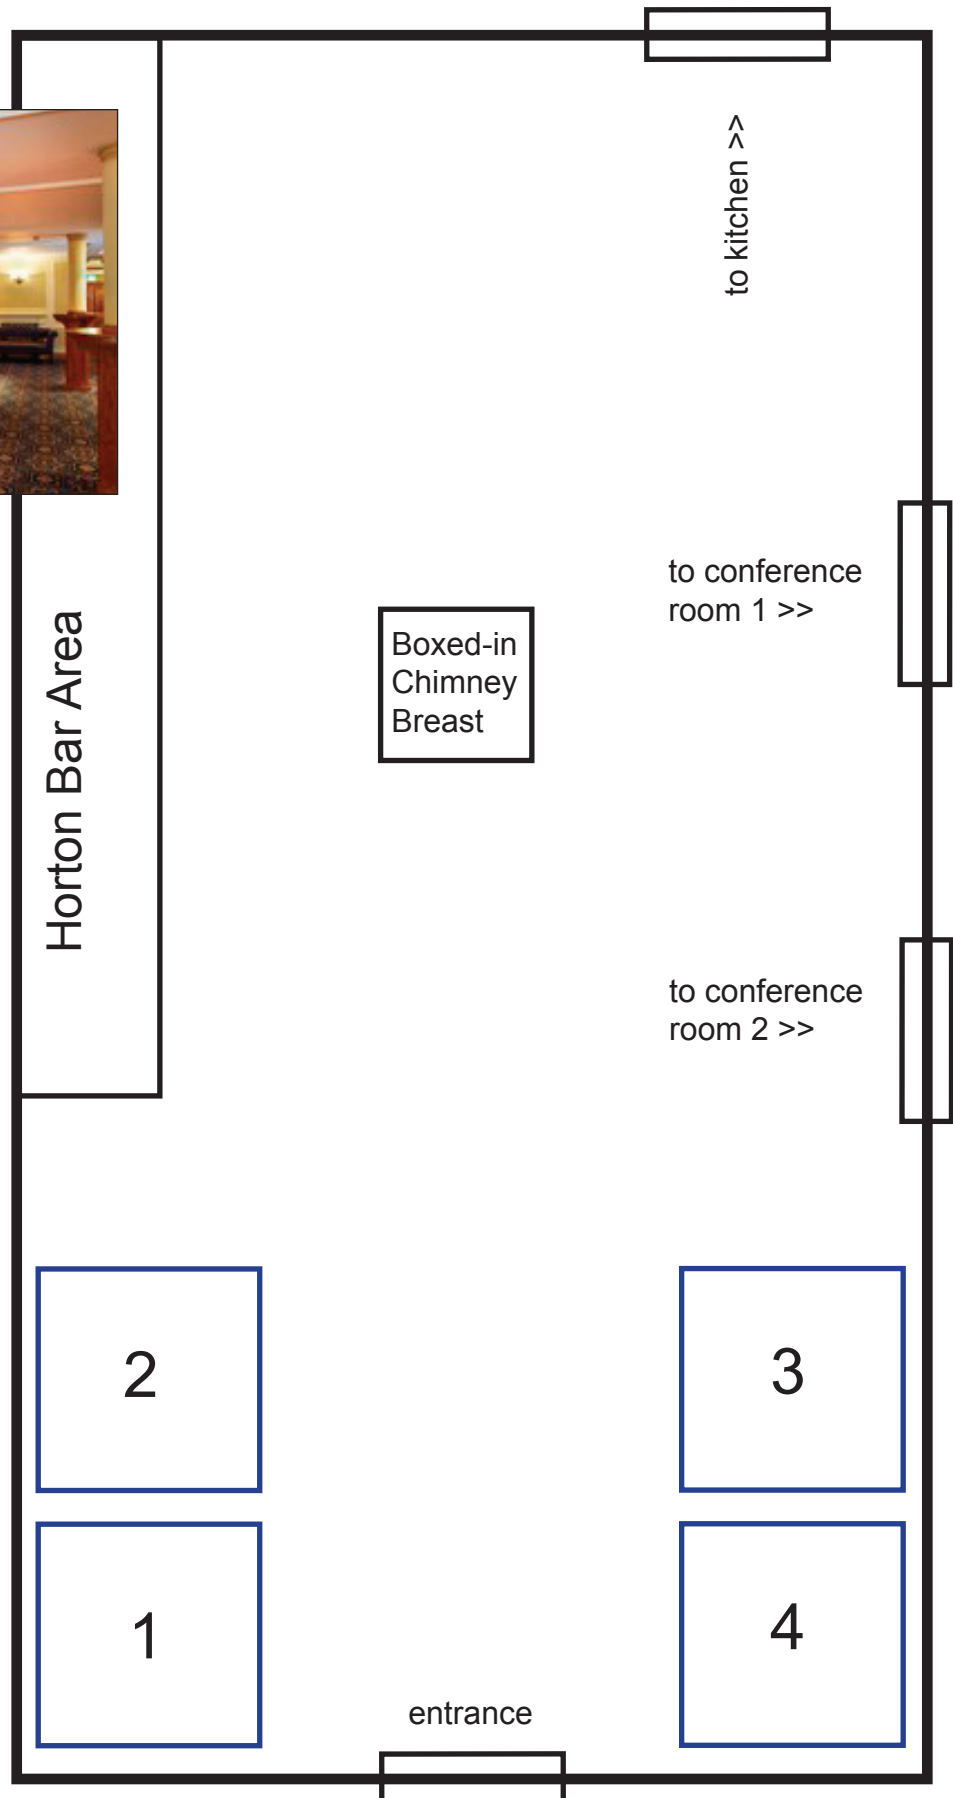 to kitchen >>
to conference
room 1 >>
Boxed-in
Chimney
Breast
Horton Bar Area
to conference
room 2 >>
2
3
1
4
entrance